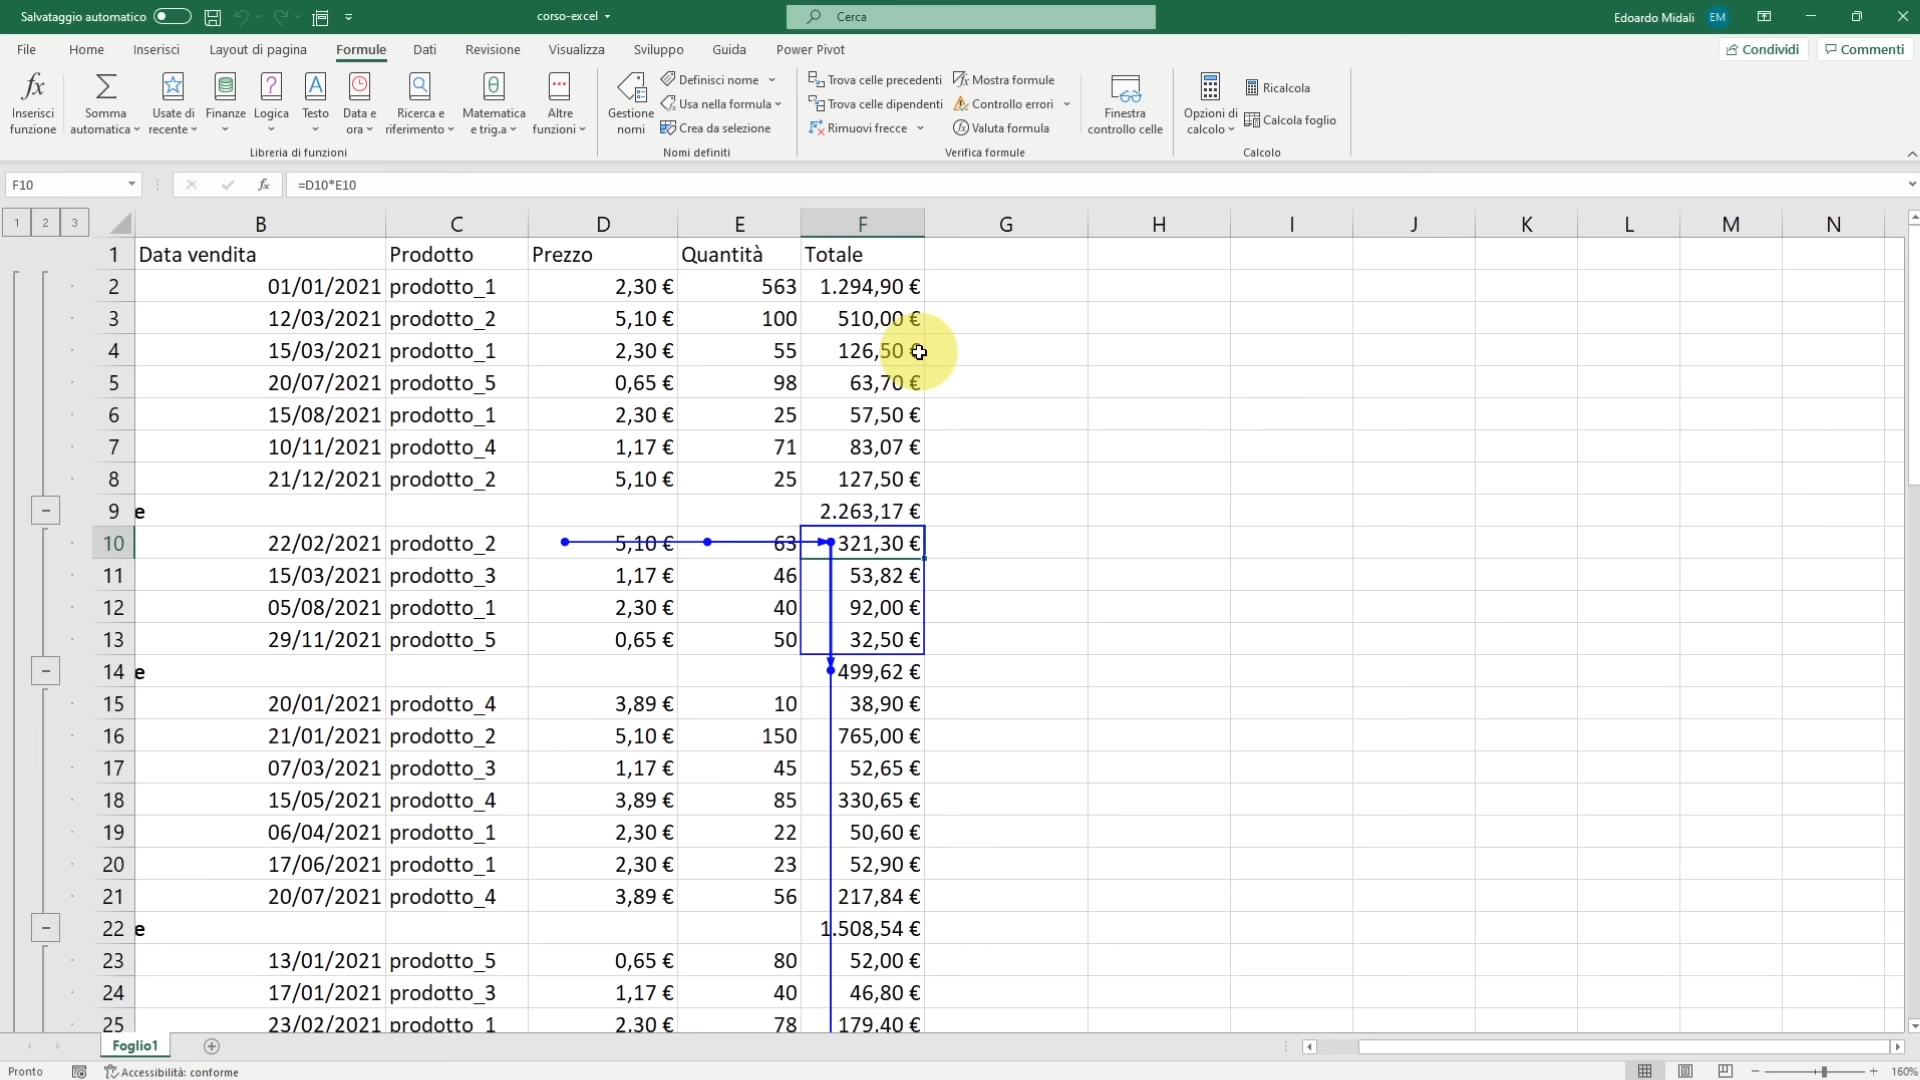 Salvataggio automatico
corso-excel
Cerca
Edoardo Midali EM
File Home Inserisci Layout di pagina Formule Dati Revisione Visualizza Sviluppo Guida Power Pivot
Condividi Commenti
Inserisci funzione
Somma automatica
Usate di recente
Finanze
Logica
Testo
Data e ora
Ricerca e riferimento
Matematica e trig.a
Altre funzioni
Libreria di funzioni
Gestione nomi
Definisci nome
Usa nella formula
Crea da selezione
Nomi definiti
Trova celle precedenti
Trova celle dipendenti
Rimuovi frecce
Mostra formule
Controllo errori
Valuta formula
Verifica formule
Finestra controllo celle
Opzioni di calcolo
Ricalcola
Calcola foglio
Calcolo
F10 fx =D10*E10
1 2 3 B C D E F G H I J K L M N
1 Data vendita Prodotto Prezzo Quantità Totale
2 01/01/2021 prodotto_1 2,30 € 563 1.294,90 €
3 12/03/2021 prodotto_2 5,10 € 100 510,00 €
4 15/03/2021 prodotto_1 2,30 € 55 126,50 €
5 20/07/2021 prodotto_5 0,65 € 98 63,70 €
6 15/08/2021 prodotto_1 2,30 € 25 57,50 €
7 10/11/2021 prodotto_4 1,17 € 71 83,07 €
8 21/12/2021 prodotto_2 5,10 € 25 127,50 €
9 e 2.263,17 €
10 22/02/2021 prodotto_2 5,10 € 63 321,30 €
11 15/03/2021 prodotto_3 1,17 € 46 53,82 €
12 05/08/2021 prodotto_1 2,30 € 40 92,00 €
13 29/11/2021 prodotto_5 0,65 € 50 32,50 €
14 e 499,62 €
15 20/01/2021 prodotto_4 3,89 € 10 38,90 €
16 21/01/2021 prodotto_2 5,10 € 150 765,00 €
17 07/03/2021 prodotto_3 1,17 € 45 52,65 €
18 15/05/2021 prodotto_4 3,89 € 85 330,65 €
19 06/04/2021 prodotto_1 2,30 € 22 50,60 €
20 17/06/2021 prodotto_1 2,30 € 23 52,90 €
21 20/07/2021 prodotto_4 3,89 € 56 217,84 €
22 e 1.508,54 €
23 13/01/2021 prodotto_5 0,65 € 80 52,00 €
24 17/01/2021 prodotto_3 1,17 € 40 46,80 €
25 23/02/2021 prodotto_1 2,30 € 78 179,40 €
Foglio1
Pronto Accessibilità: conforme 160%